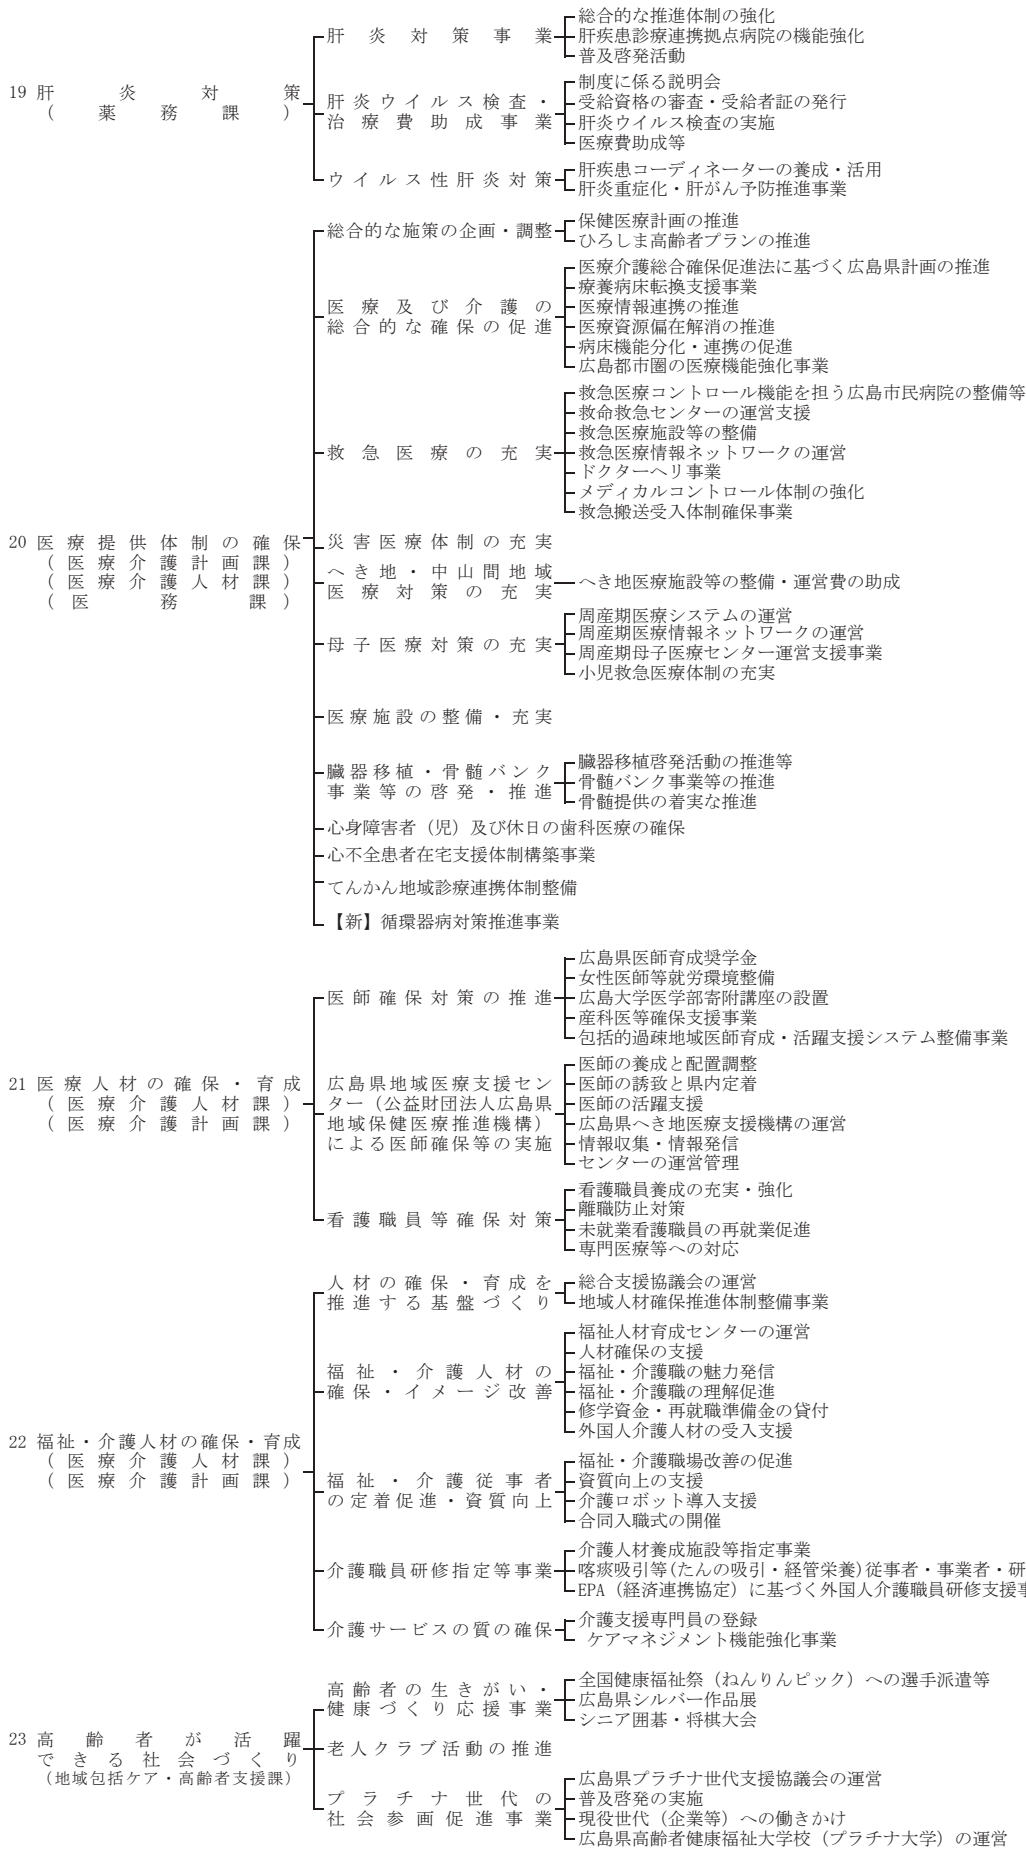 19 肝炎対策
（薬務課）
肝炎対策事業
総合的な推進体制の強化
肝疾患診療連携拠点病院の機能強化
普及啓発活動
肝炎ウイルス検査・
治療費助成事業
制度に係る説明会
受給資格の審査・受給者証の発行
肝炎ウイルス検査の実施
医療費助成等
ウイルス性肝炎対策
肝疾患コーディネーターの養成・活用
肝炎重症化・肝がん予防推進事業
20 医療提供体制の確保
（医療介護計画課）
（医療介護人材課）
（医務課）
総合的な施策の企画・調整
保健医療計画の推進
ひろしま高齢者プランの推進
医療及び介護の
総合的な確保の促進
医療介護総合確保促進法に基づく広島県計画の推進
療養病床転換支援事業
医療情報連携の推進
医療資源偏在解消の推進
病床機能分化・連携の促進
広島都市圏の医療機能強化事業
救急医療の充実
救急医療コントロール機能を担う広島市民病院の整備等
救命救急センターの運営支援
救急医療施設等の整備
救急医療情報ネットワークの運営
ドクターヘリ事業
メディカルコントロール体制の強化
救急搬送受入体制確保事業
災害医療体制の充実
へき地・中山間地域
医療対策の充実
へき地医療施設等の整備・運営費の助成
母子医療対策の充実
周産期医療システムの運営
周産期医療情報ネットワークの運営
周産期母子医療センター運営支援事業
小児救急医療体制の充実
医療施設の整備・充実
臓器移植・骨髄バンク
事業等の啓発・推進
臓器移植啓発活動の推進等
骨髄バンク事業等の推進
骨髄提供の着実な推進
心身障害者（児）及び休日の歯科医療の確保
心不全患者在宅支援体制構築事業
てんかん地域診療連携体制整備
【新】循環器病対策推進事業
21 医療人材の確保・育成
（医療介護人材課）
（医療介護計画課）
医師確保対策の推進
広島県医師育成奨学金
女性医師等就労環境整備
広島大学医学部寄附講座の設置
産科医等確保支援事業
包括的過疎地域医師育成・活躍支援システム整備事業
広島県地域医療支援セン
ター（公益財団法人広島県
地域保健医療推進機構）
による医師確保等の実施
医師の養成と配置調整
医師の誘致と県内定着
医師の活躍支援
広島県へき地医療支援機構の運営
情報収集・情報発信
センターの運営管理
看護職員等確保対策
看護職員養成の充実・強化
離職防止対策
未就業看護職員の再就業促進
専門医療等への対応
22 福祉・介護人材の確保・育成
（医療介護人材課）
（医療介護計画課）
人材の確保・育成を
推進する基盤づくり
総合支援協議会の運営
地域人材確保推進体制整備事業
福祉・介護人材の
確保・イメージ改善
福祉人材育成センターの運営
人材確保の支援
福祉・介護職の魅力発信
福祉・介護職の理解促進
修学資金・再就職準備金の貸付
外国人介護人材の受入支援
福祉・介護従事者
の定着促進・資質向上
福祉・介護職場改善の促進
資質向上の支援
介護ロボット導入支援
合同入職式の開催
介護職員研修指定等事業
介護人材養成施設等指定事業
喀痰吸引等(たんの吸引・経管栄養)従事者・事業者・研
EPA（経済連携協定）に基づく外国人介護職員研修支援事
介護サービスの質の確保
介護支援専門員の登録
ケアマネジメント機能強化事業
23 高齢者が活躍
できる社会づくり
（地域包括ケア・高齢者支援課）
高齢者の生きがい・
健康づくり応援事業
全国健康福祉祭（ねんりんピック）への選手派遣等
広島県シルバー作品展
シニア囲碁・将棋大会
老人クラブ活動の推進
プラチナ世代の
社会参画促進事業
広島県プラチナ世代支援協議会の運営
普及啓発の実施
現役世代（企業等）への働きかけ
広島県高齢者健康福祉大学校（プラチナ大学）の運営